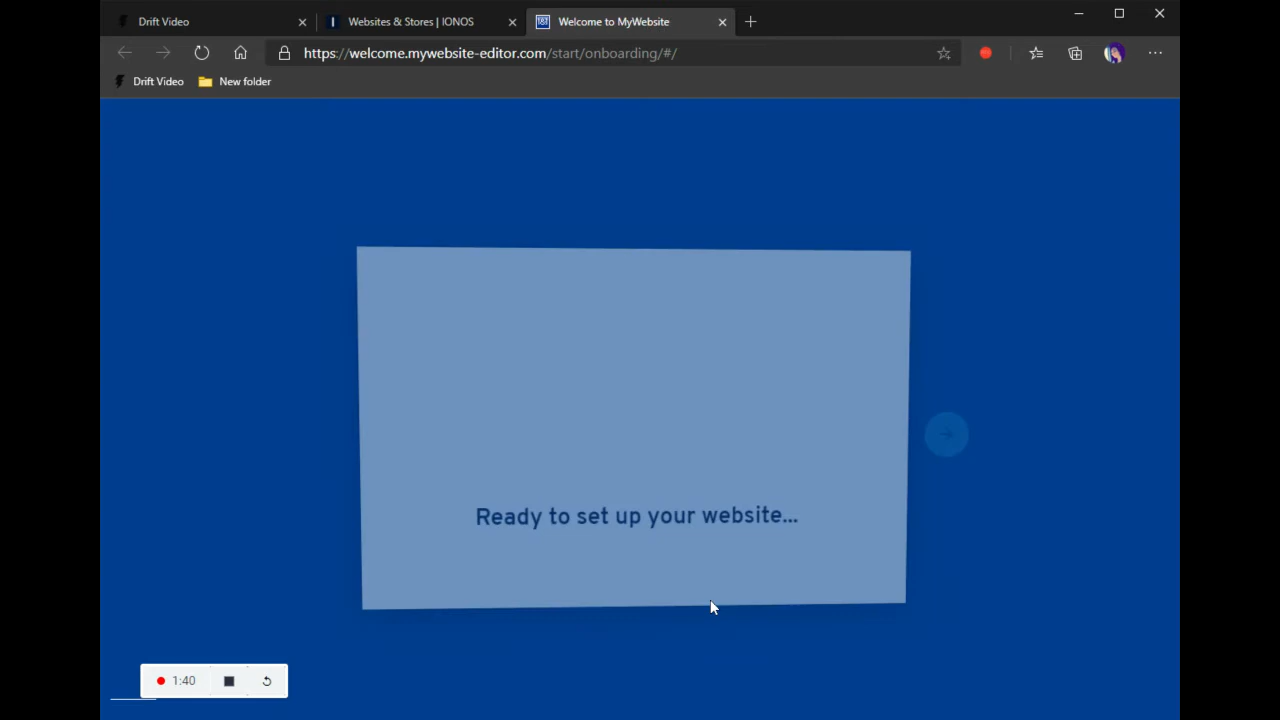 Drift Video
Websites & Stores | IONOS
Welcome to MyWebsite
https://welcome.mywebsite-editor.com/start/onboarding/#/
Drift Video
New folder
Ready to set up your website...
1:40